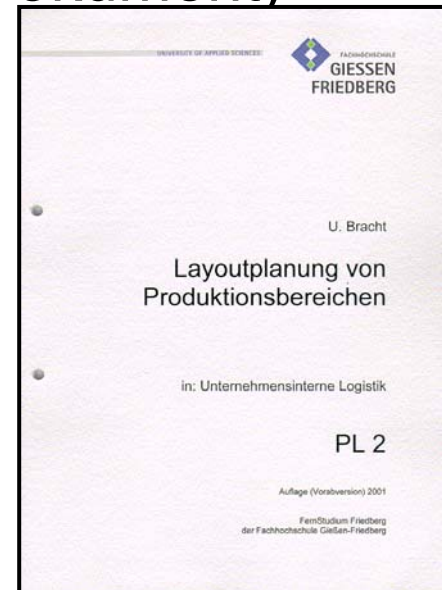 UNIVERSITY OF APPLIED SCIENCES
FACHHOCHSCHULE
GIESSEN
FRIEDBERG
U. Bracht
Layoutplanung von
Produktionsbereichen
in: Unternehmensinterne Logistik
PL 2
Auflage (Vorabversion) 2001
FernStudium Friedberg
der Fachhochschule Gießen-Friedberg